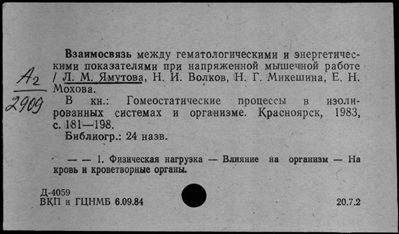 Взаимосвязь между гематологическими и энергетичес-
кими показателями при напряженной мышечной работе
/ Л. М. Ямутова, Н. И. Волков, Н. Г. Микешина, Е. Н.
Мохова.
В кн.: Гомеостатические процессы в изоли-
рованных системах и организме. Красноярск, 1983,
с. 181—198.
Библиогр.: 24 назв.
А2
2909
— — 1. Физическая нагрузка — Влияние на организм — На
кровь и кроветворные органы.
Д-4059
ВКП и ГЦНМБ 6.09.84 20.7.2